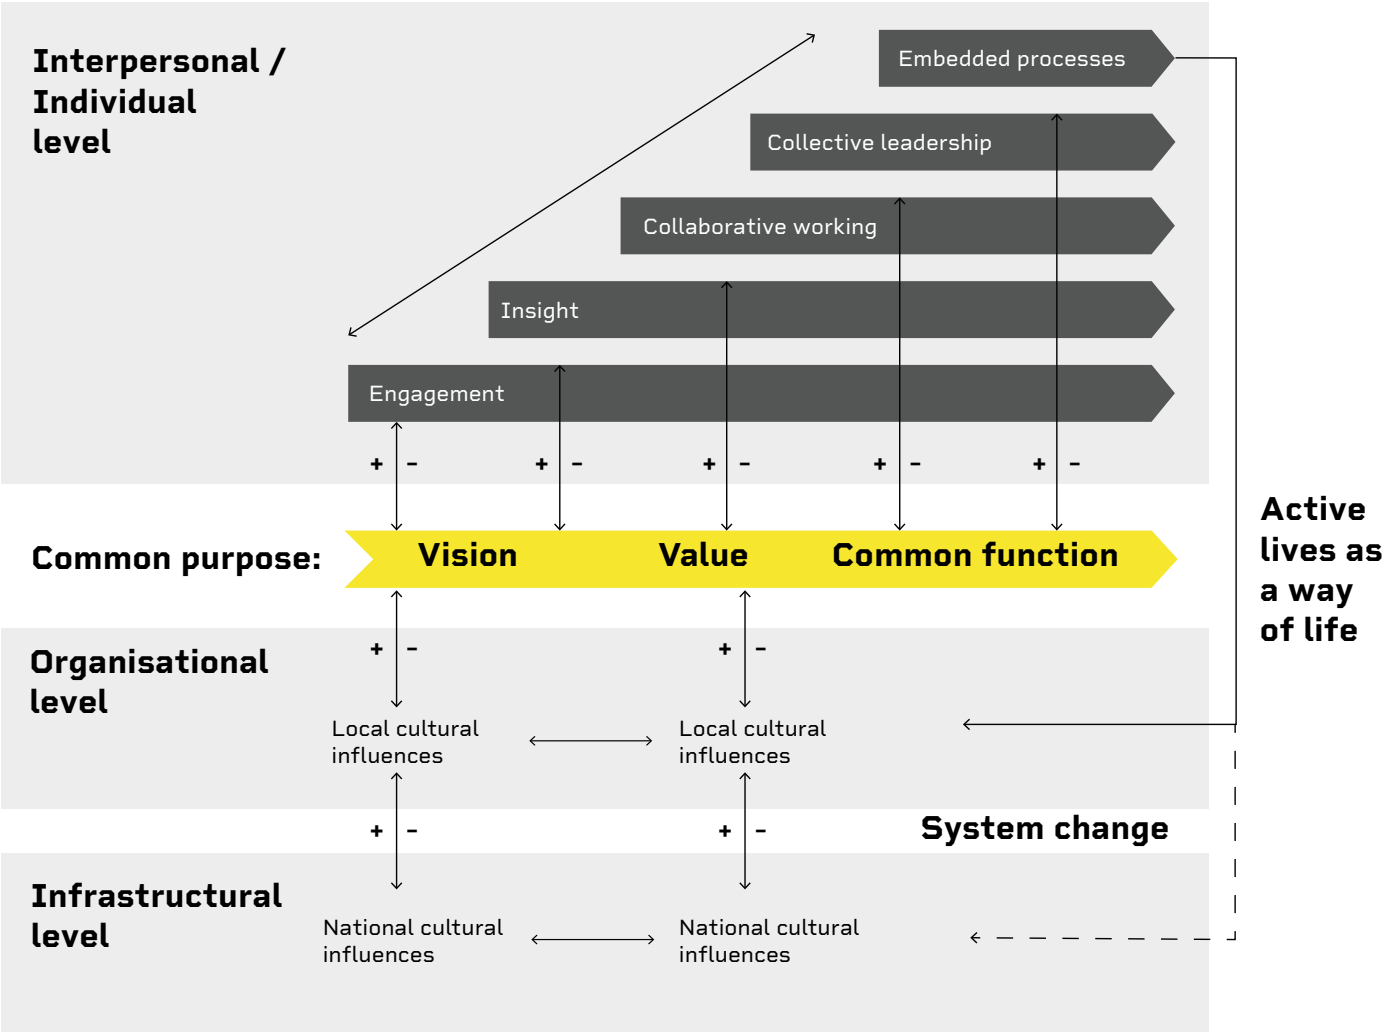 Interpersonal /
Individual
level
Embedded processes
Collective leadership
Collaborative working
Insight
Engagement
+ - + - + - + - + -
Common purpose: Vision Value Common function
Active
lives as
a way
of life
+ - + -
Organisational
level
Local cultural
influences
Local cultural
influences
+ - + -
System change
Infrastructural
level
National cultural
influences
National cultural
influences